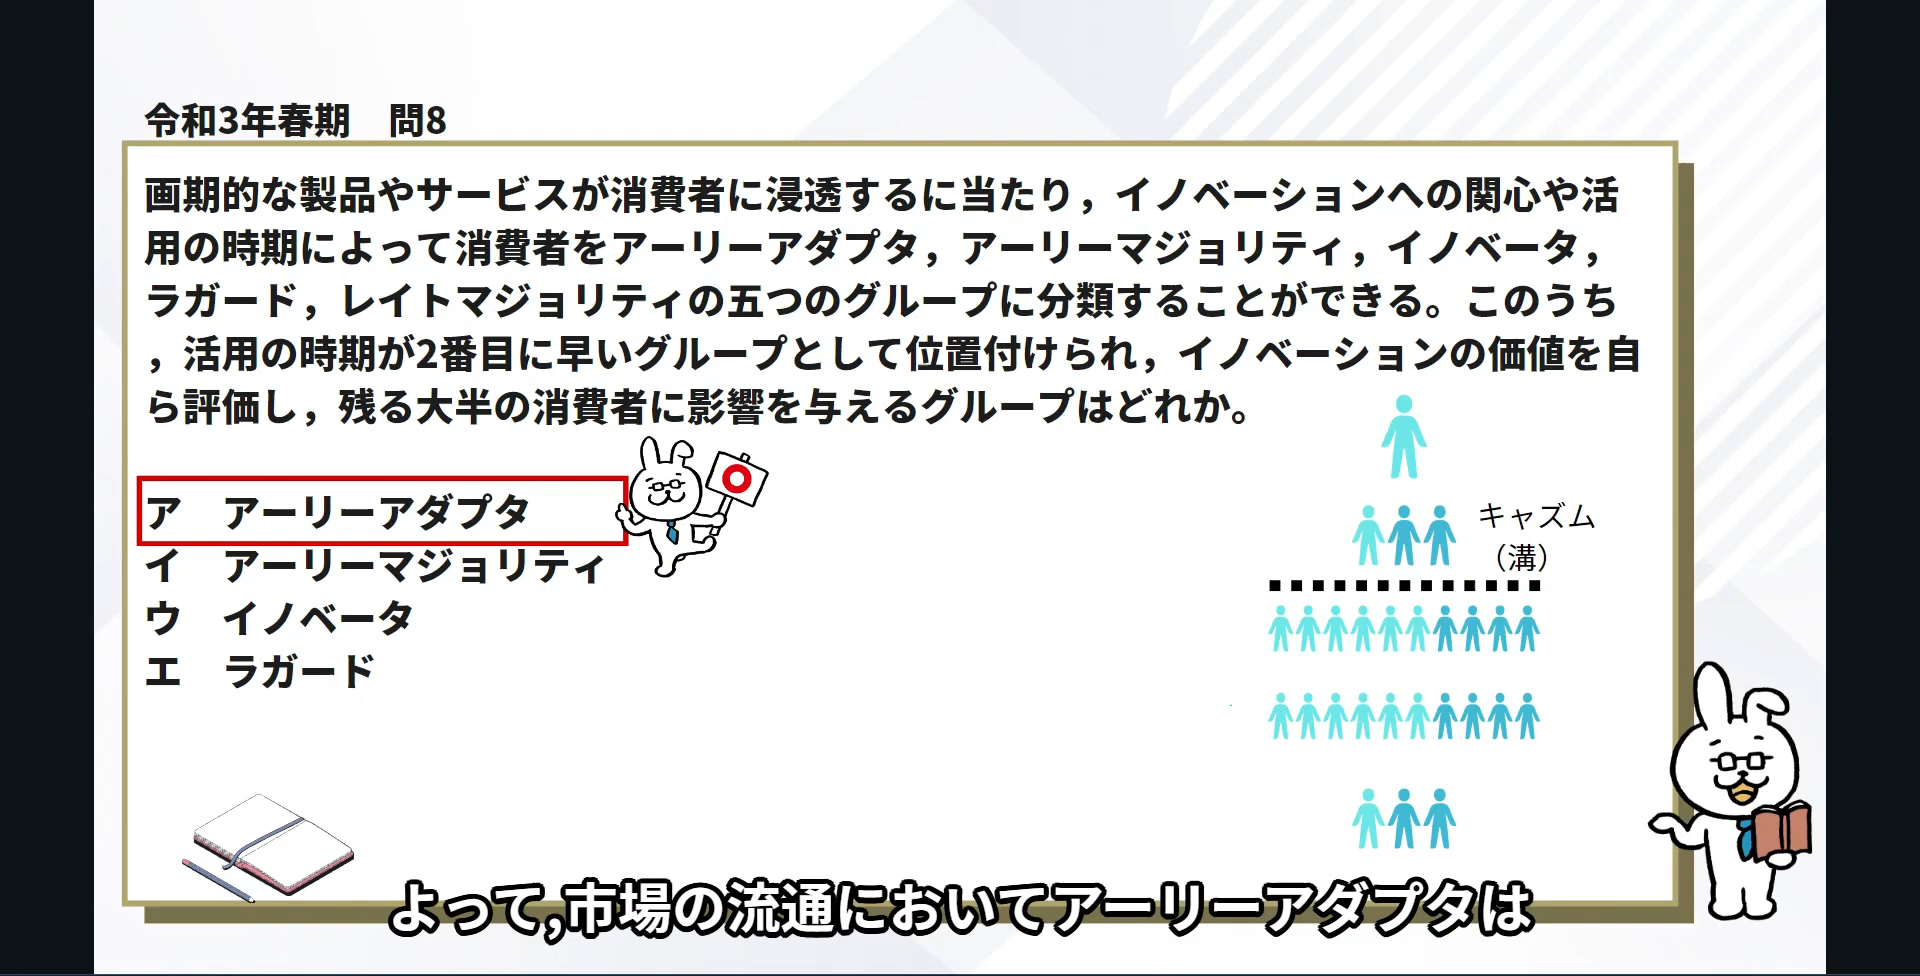 令和3年春期　問8
画期的な製品やサービスが消費者に浸透するに当たり，イノベーションへの関心や活
用の時期によって消費者をアーリーアダプタ，アーリーマジョリティ，イノベータ，
ラガード，レイトマジョリティの五つのグループに分類することができる。このうち
，活用の時期が2番目に早いグループとして位置付けられ，イノベーションの価値を自
ら評価し，残る大半の消費者に影響を与えるグループはどれか。
ア　アーリーアダプタ
イ　アーリーマジョリティ
ウ　イノベータ
エ　ラガード
キャズム
（溝）
よって,市場の流通においてアーリーアダプタは